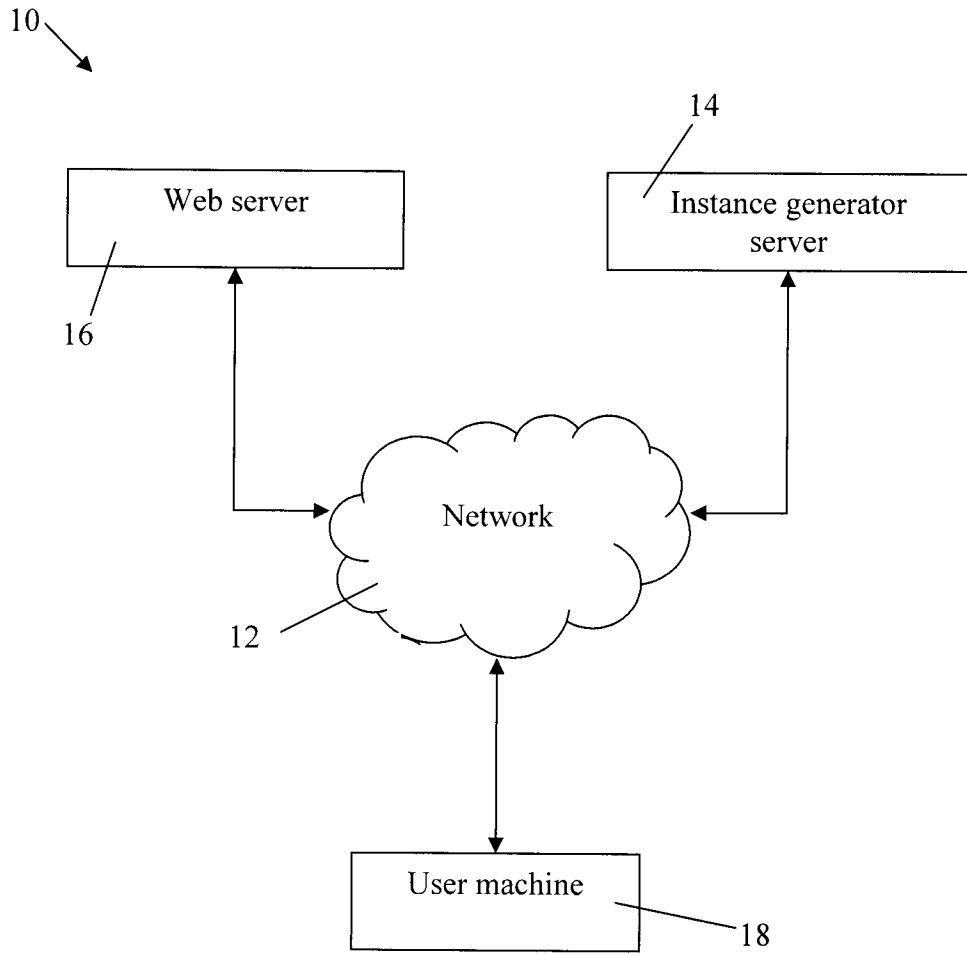 10
14
Web server
Instance generator
server
16
Network
12
User machine
18